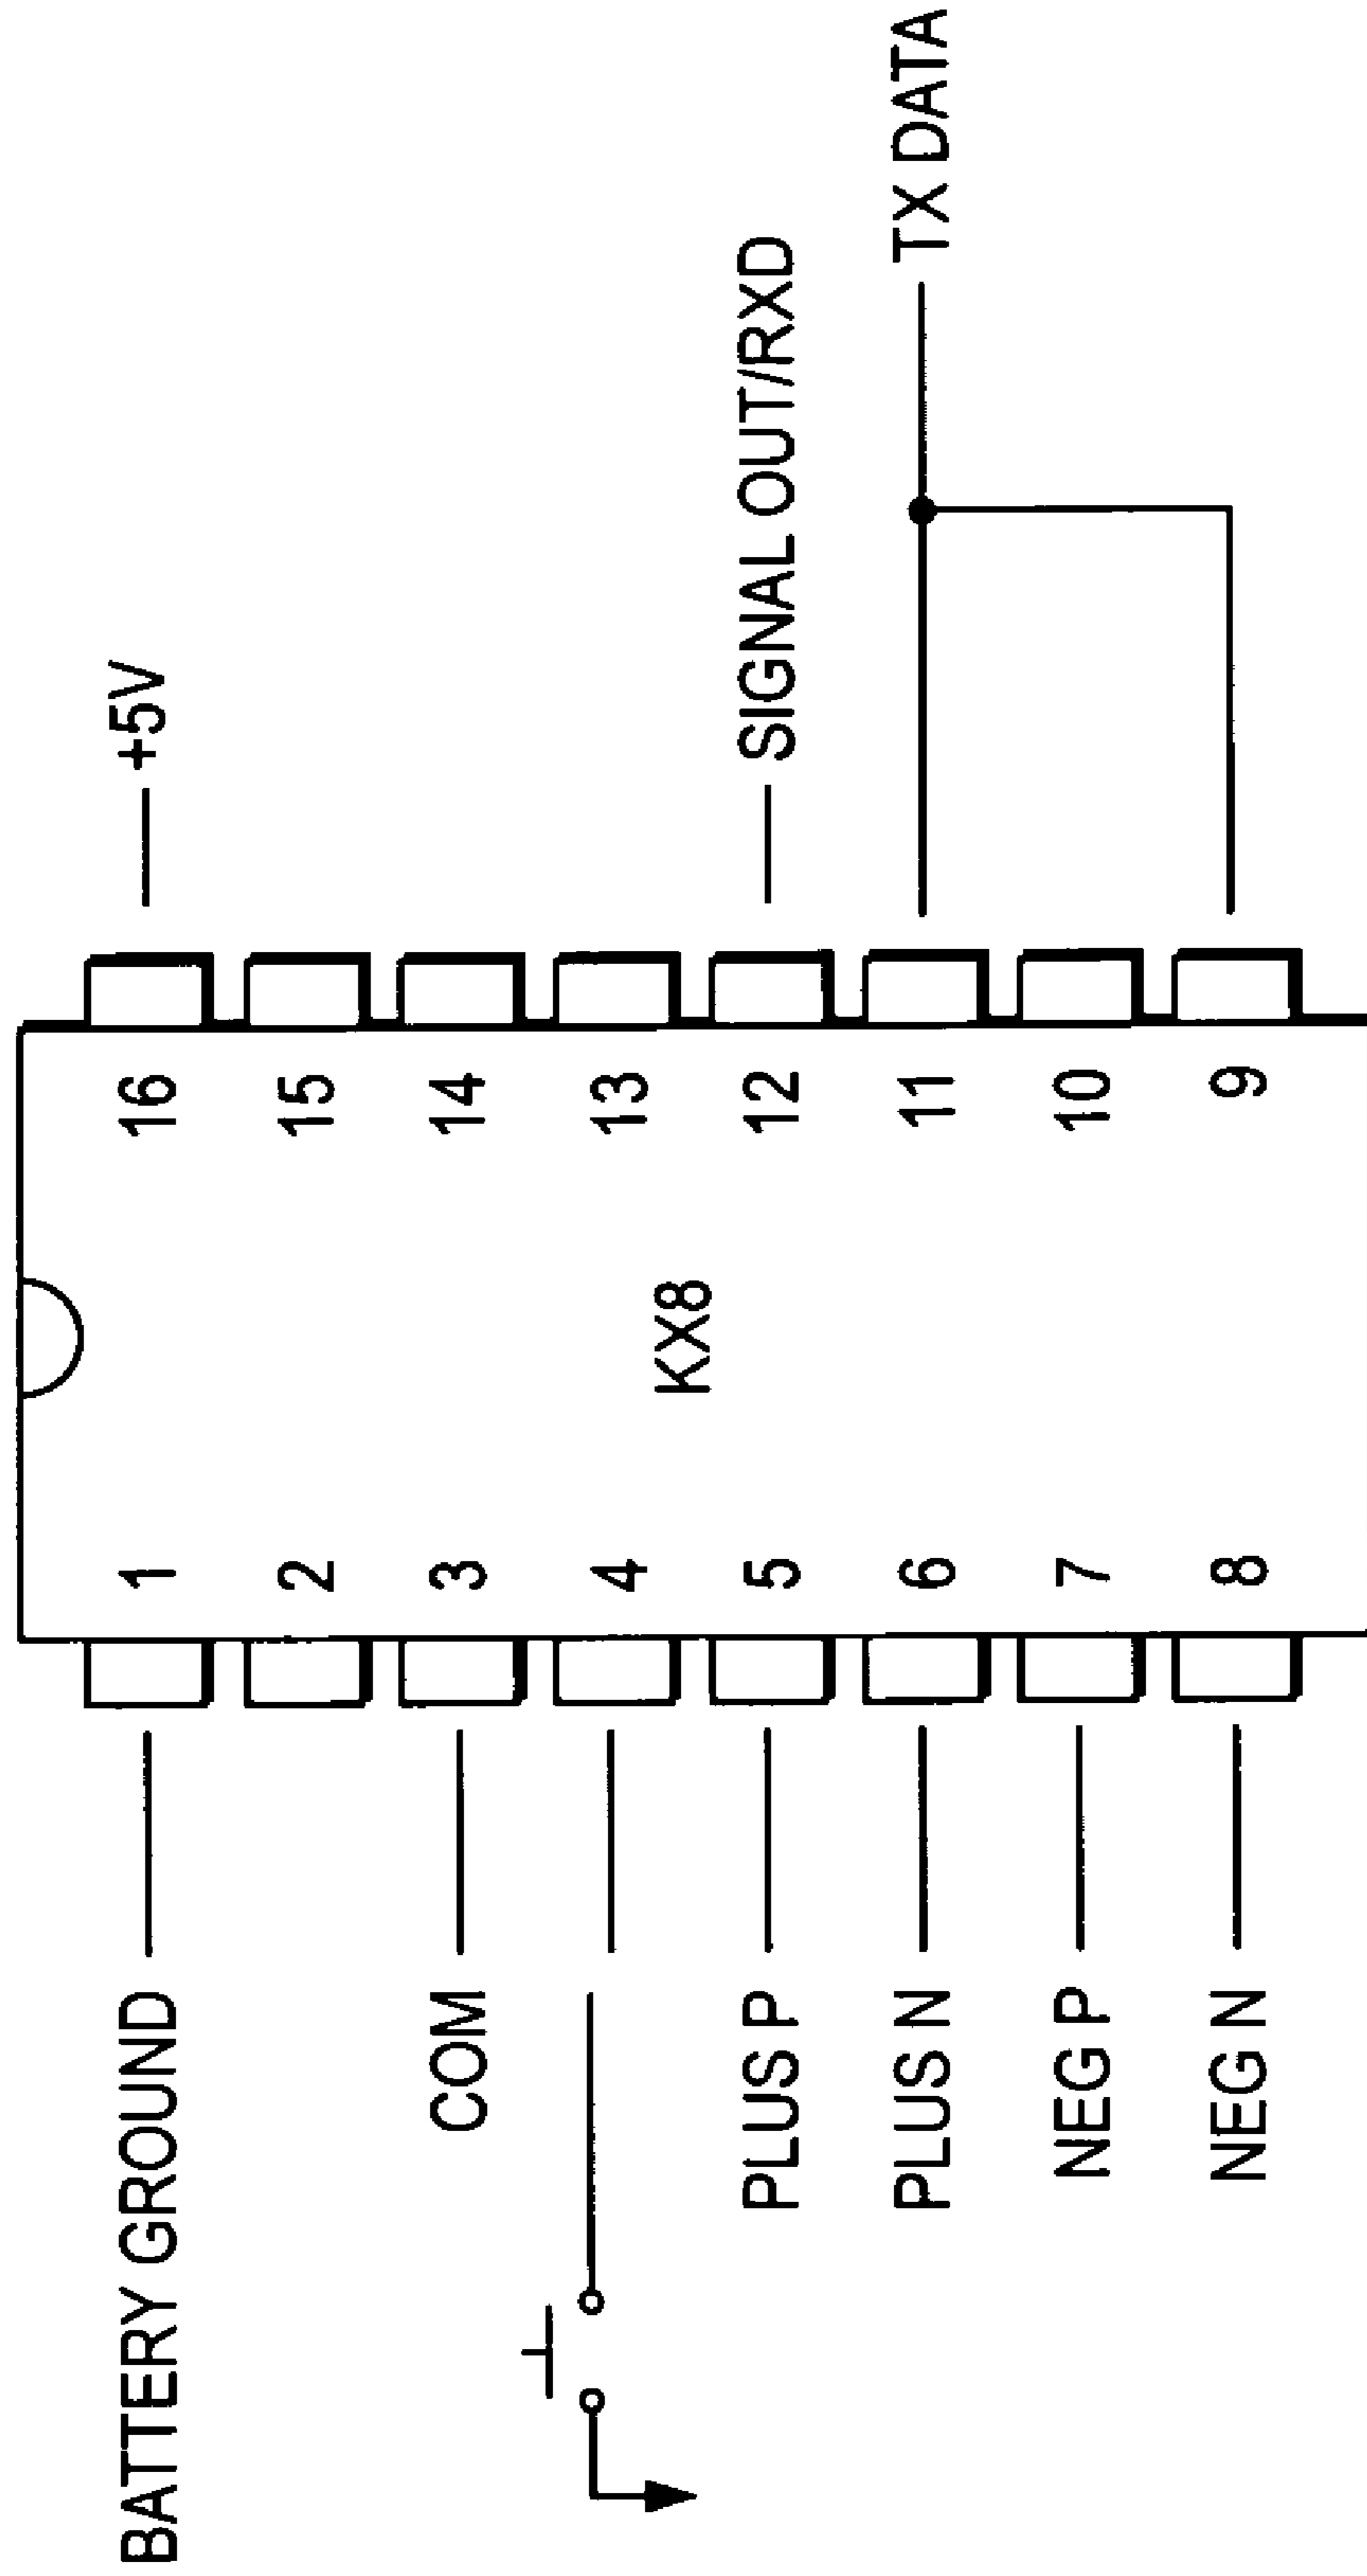 BATTERY GROUND
COM
PLUS P
PLUS N
NEG P
NEG N
1
2
3
4
5
6
7
8
KX8
16
15
14
13
12
11
10
9
+5V
SIGNAL OUT/RXD
TX DATA